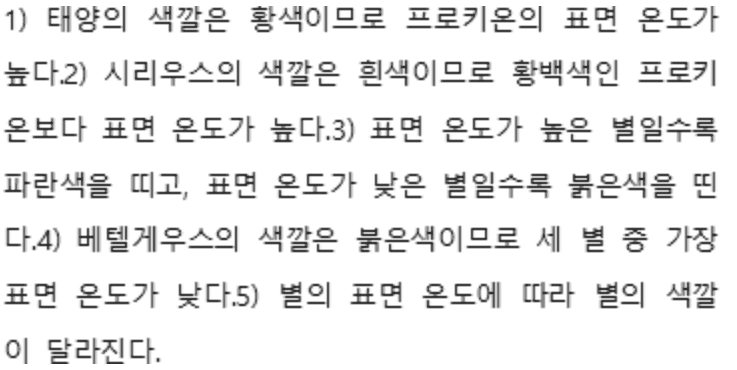 1) 태양의 색깔은 황색이므로 프로키온의 표면 온도가
높다.2) 시리우스의 색깔은 흰색이므로 황백색인 프로키
온보다 표면 온도가 높다.3) 표면 온도가 높은 별일수록
파란색을 띠고, 표면 온도가 낮은 별일수록 붉은색을 띤
다.4) 베텔게우스의 색깔은 붉은색이므로 세 별 중 가장
표면 온도가 낮다.5) 별의 표면 온도에 따라 별의 색깔
이 달라진다.